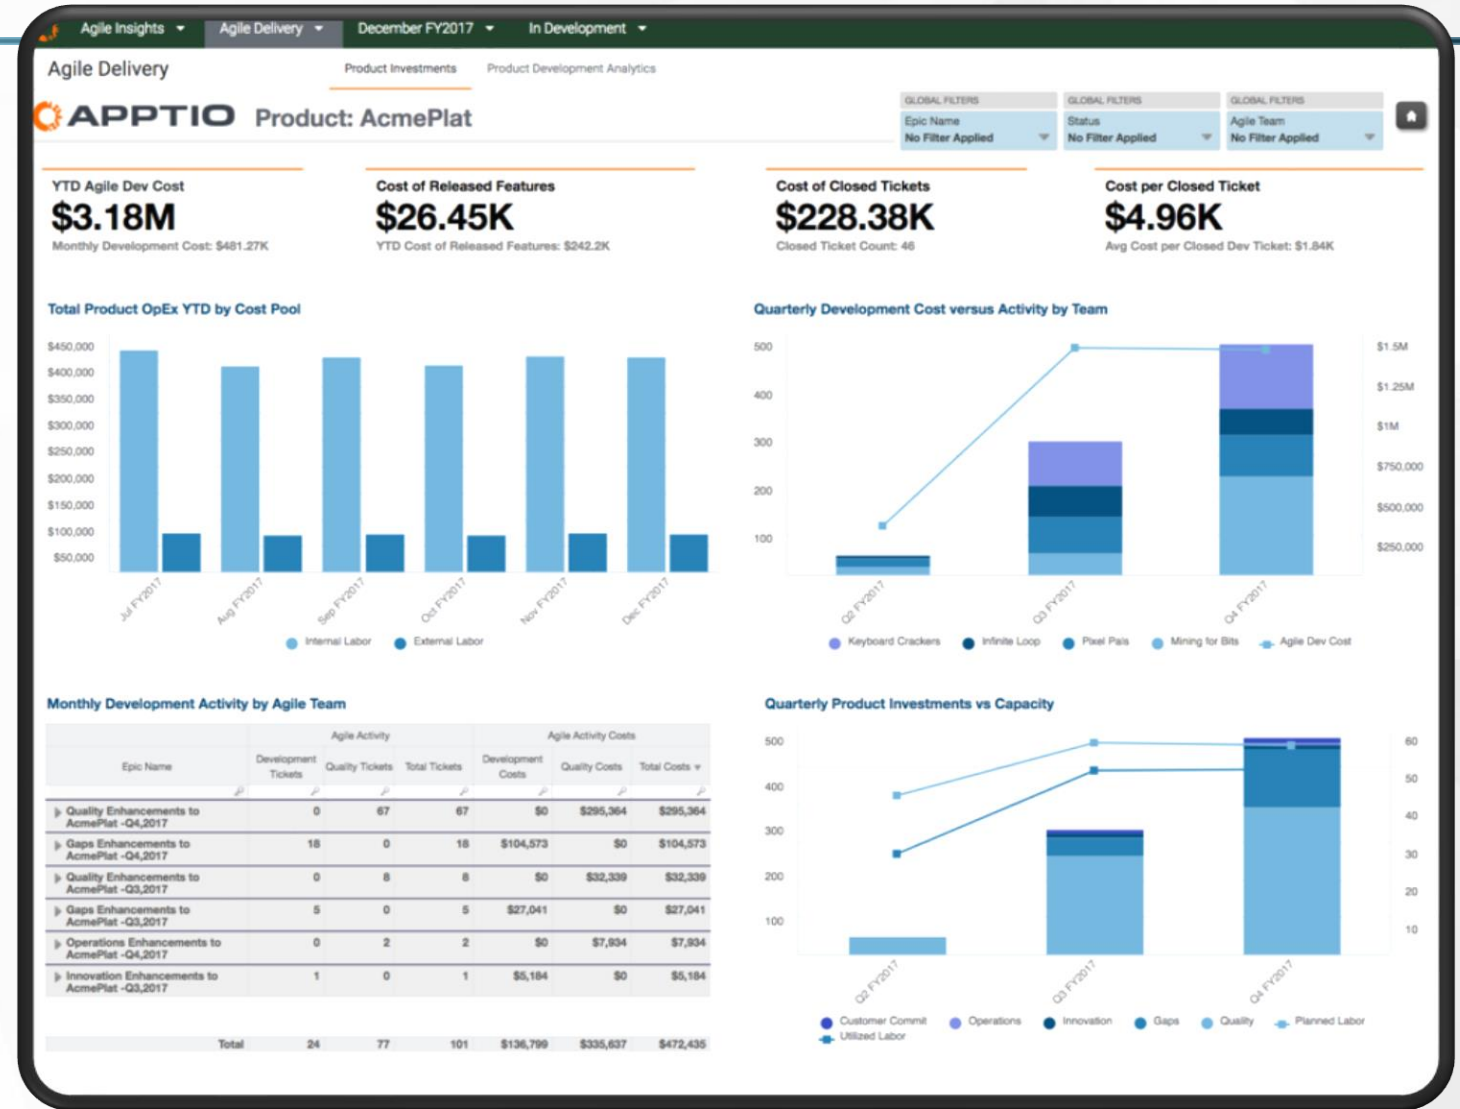 Agile Insights
Agile Delivery
December FY2017
In Development
Agile Delivery
Product Investments
Product Development Analytics
APPTIO
Product: AcmePlat
GLOBAL FILTERS
Epic Name
No Filter Applied
GLOBAL FILTERS
Status
No Filter Applied
GLOBAL FILTERS
Agile Team
No Filter Applied
YTD Agile Dev Cost
$3.18M
Monthly Development Cost: $481.27K
Cost of Released Features
$26.45K
YTD Cost of Released Features: $242.2K
Cost of Closed Tickets
$228.38K
Closed Ticket Count: 46
Cost per Closed Ticket
$4.96K
Avg Cost per Closed Dev Ticket: $1.84K
Total Product OpEx YTD by Cost Pool
$450,000
$400,000
$350,000
$300,000
$250,000
$200,000
$150,000
$100,000
$50,000
Jul FY2017
Aug FY2017
Sep FY2017
Oct FY2017
Nov FY2017
Dec FY2017
Internal Labor
External Labor
Quarterly Development Cost versus Activity by Team
500
400
300
200
100
$1.5M
$1.25M
$1M
$750,000
$500,000
$250,000
Q2 FY2017
Q3 FY2017
Q4 FY2017
Keyboard Crackers
Infinite Loop
Pixel Pals
Mining for Bits
Agile Dev Cost
Monthly Development Activity by Agile Team
Agile Activity
Agile Activity Costs
Epic Name
Development Tickets
Quality Tickets
Total Tickets
Development Costs
Quality Costs
Total Costs
Quality Enhancements to 0 67 67 $0 $295,364 $295,364
AcmePlat -Q4,2017
Gaps Enhancements to 18 0 18 $104,573 $0 $104,573
AcmePlat -Q4,2017
Quality Enhancements to 0 8 8 $0 $32,339 $32,339
AcmePlat -Q3,2017
Gaps Enhancements to 5 0 5 $27,041 $0 $27,041
AcmePlat -Q3,2017
Operations Enhancements to 0 2 2 $0 $7,934 $7,934
AcmePlat -Q4,2017
Innovation Enhancements to 1 0 1 $5,184 $0 $5,184
AcmePlat -Q3,2017
Total 24 77 101 $136,799 $335,637 $472,435
Quarterly Product Investments vs Capacity
500
400
300
200
100
60
50
40
30
20
10
Q2 FY2017
Q3 FY2017
Q4 FY2017
Customer Commit
Operations
Innovation
Gaps
Quality
Planned Labor
Utilized Labor